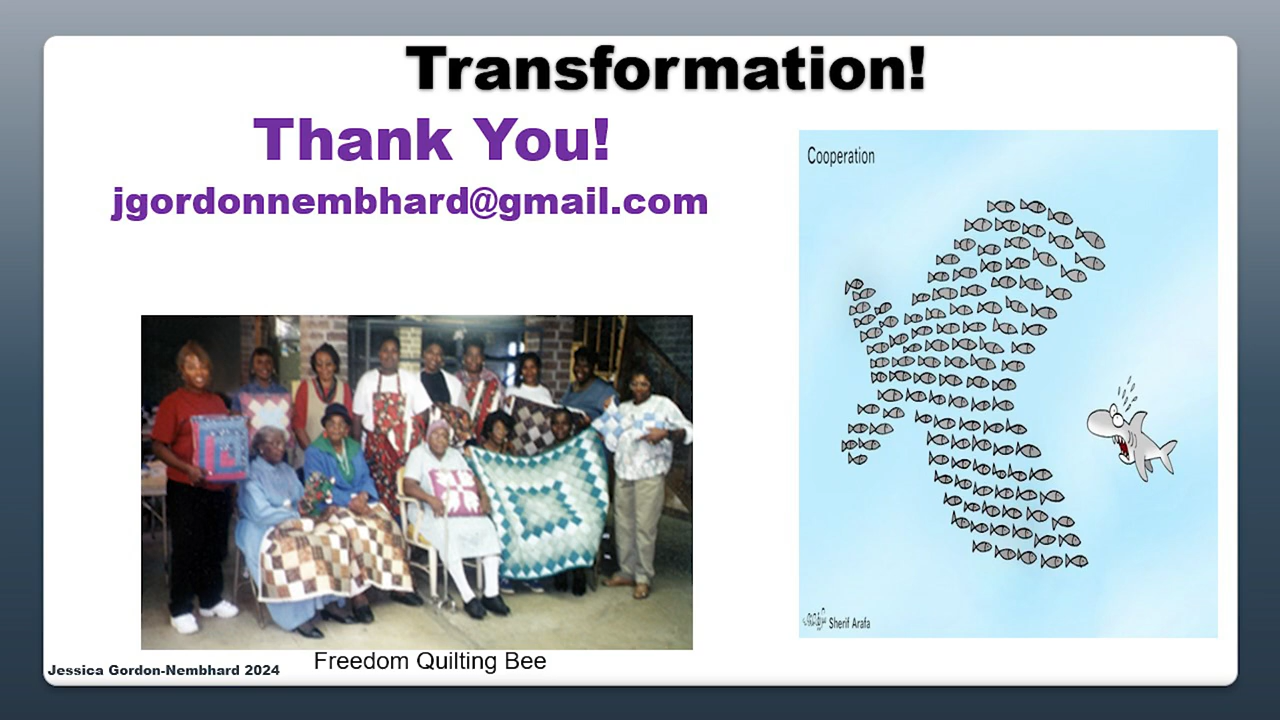 Transformation!
Thank You!
jgordonnembhard@gmail.com
Cooperation
Sherif Arafa
Freedom Quilting Bee
Jessica Gordon-Nembhard 2024